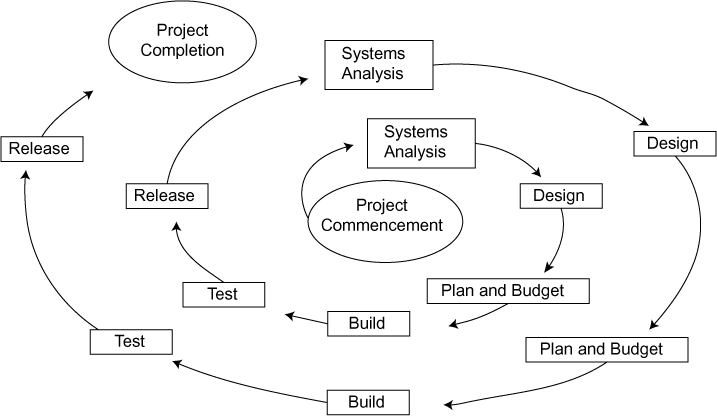 Project
Completion
Systems
Analysis
Design
Release
Systems
Analysis
Release
Design
Project
Commencement
Test
Plan and Budget
Build
Test
Plan and Budget
Build